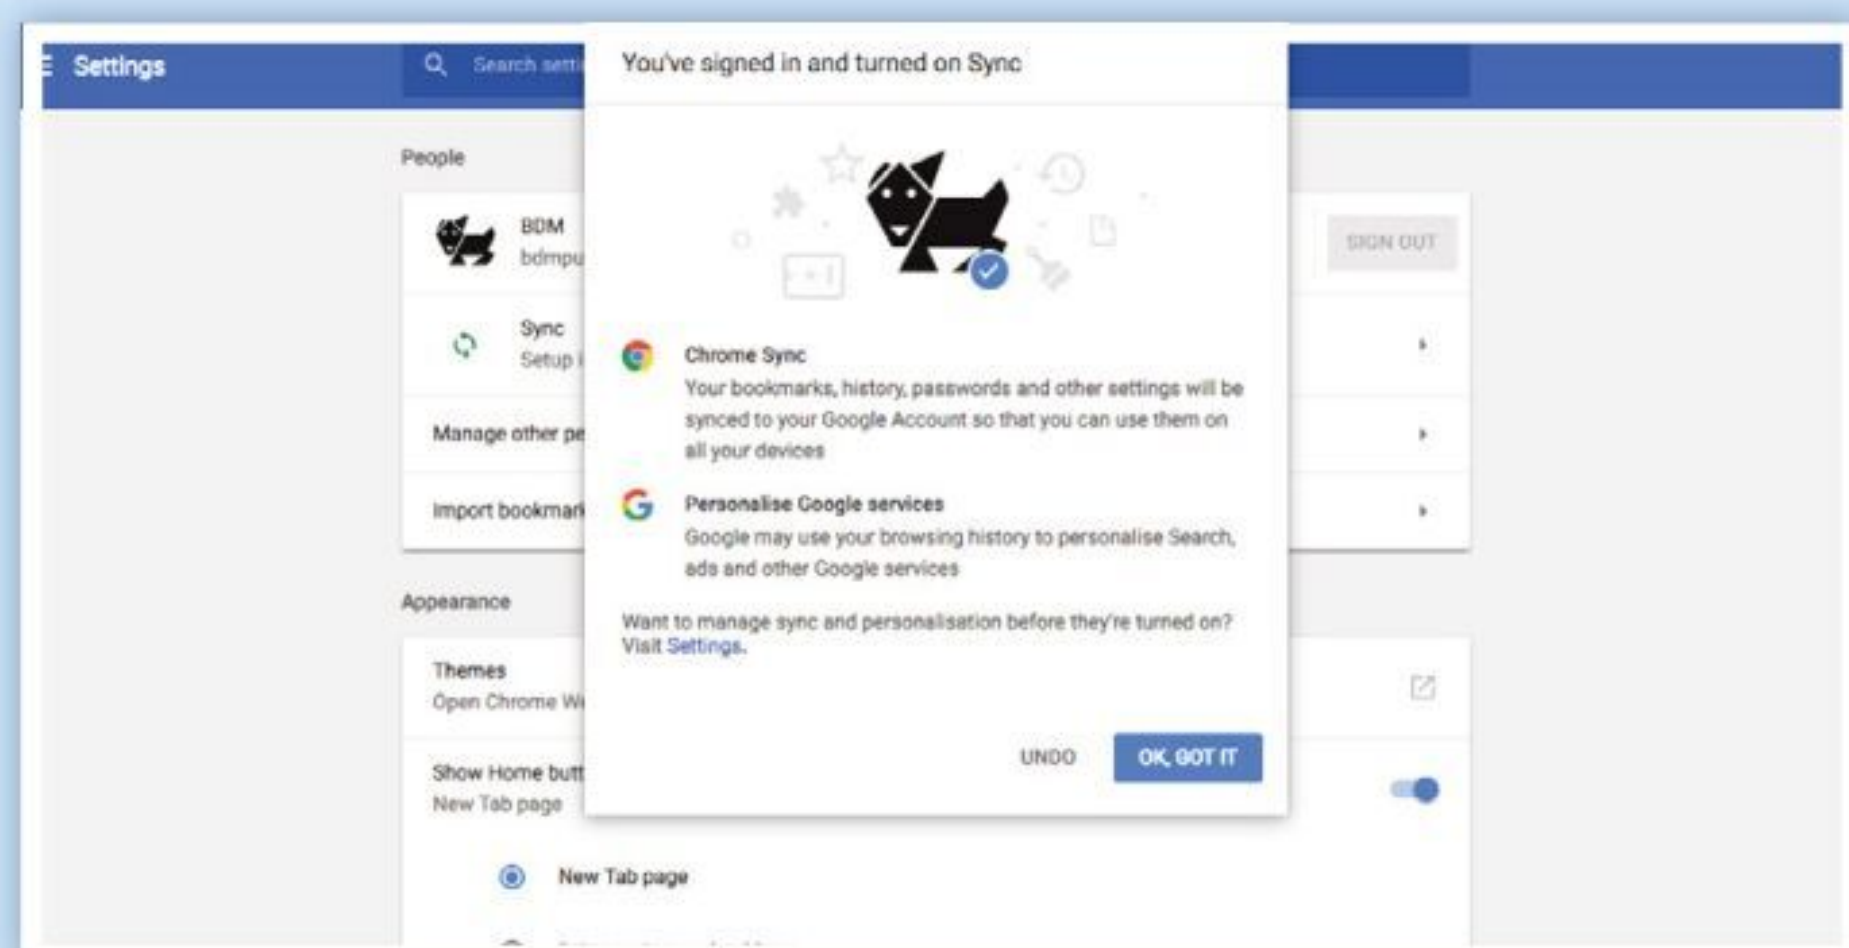 Settings
Search setti
You've signed in and turned on Sync
People
BDM
bdmpu
SIGN OUT
Sync
Setup i
Manage other pe
Import bookmark
Chrome Sync
Your bookmarks, history, passwords and other settings will be
synced to your Google Account so that you can use them on
all your devices
Personalise Google services
Google may use your browsing history to personalise Search,
ads and other Google services
Want to manage sync and personalisation before they're turned on?
Visit Settings.
UNDO
OK, GOT IT
Appearance
Themes
Open Chrome We
Show Home butt
New Tab page
New Tab page